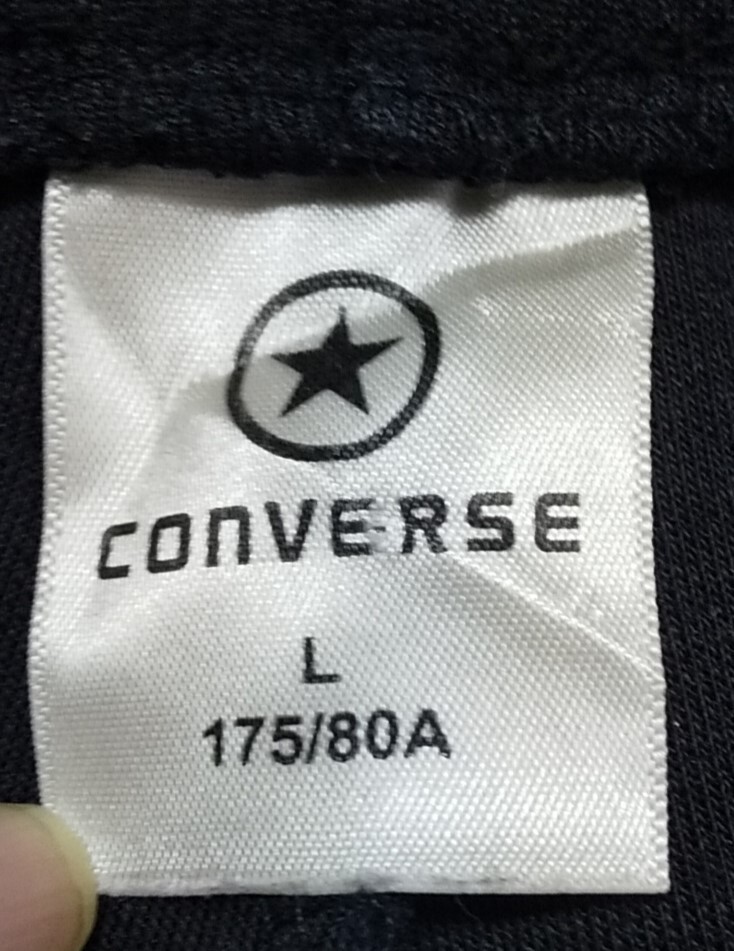 CONVERSE
L
175/80A